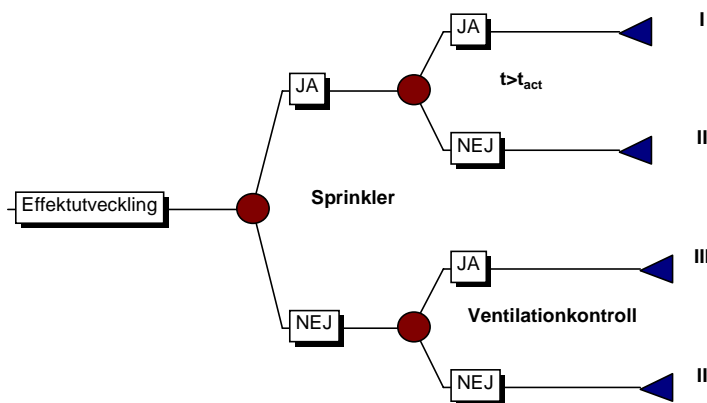 JA
I
t>tact
JA
NEJ
II
Sprinkler
Effektutveckling
JA
III
NEJ
Ventilationkontroll
NEJ
II